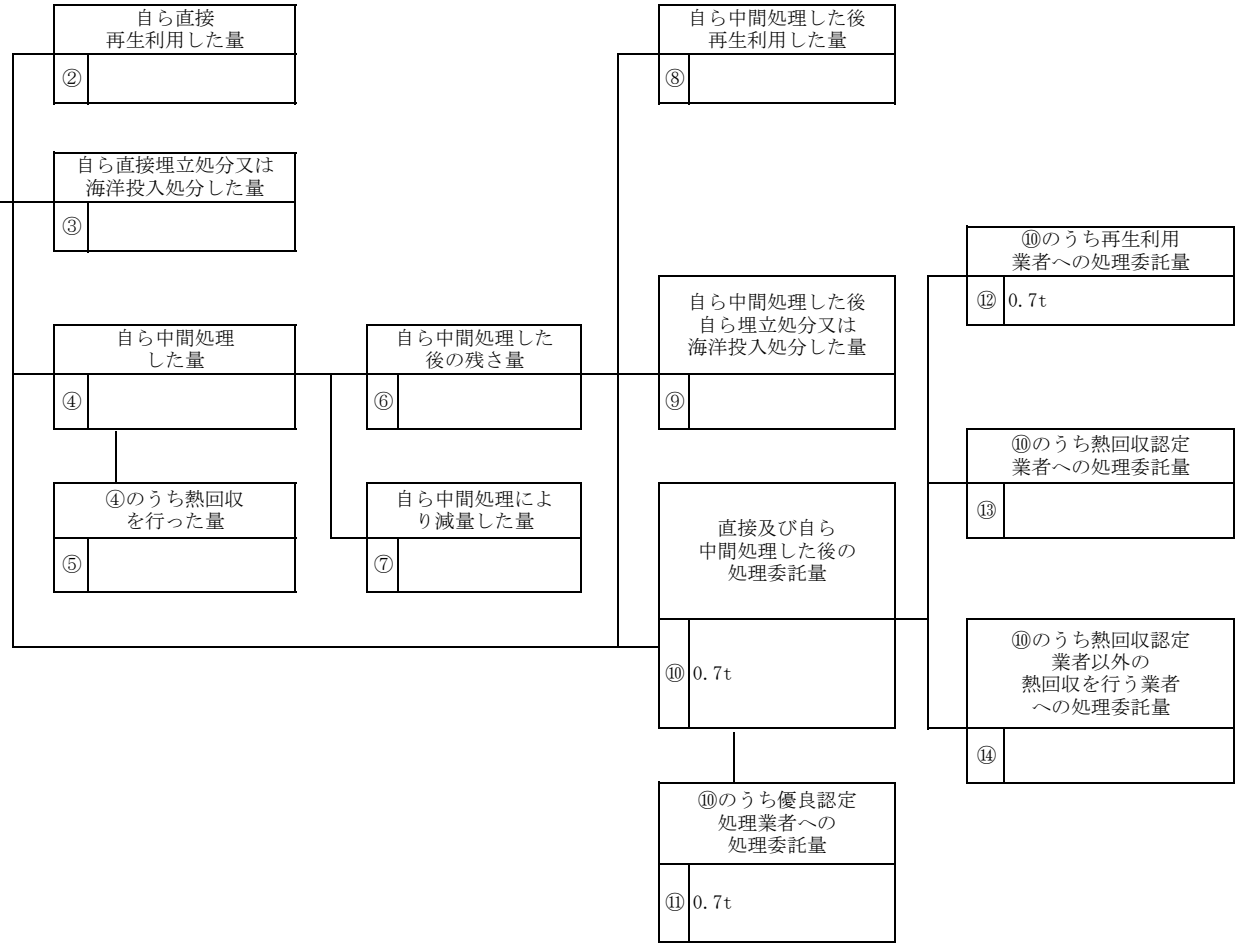 自ら直接
再生利用した量
②
自ら直接埋立処分又は
海洋投入処分した量
③
自ら中間処理
した量
④
④のうち熱回収
を行った量
⑤
自ら中間処理した
後の残さ量
⑥
自ら中間処理によ
り減量した量
⑦
自ら中間処理した後
再生利用した量
⑧
自ら中間処理した後
自ら埋立処分又は
海洋投入処分した量
⑨
直接及び自ら
中間処理した後の
処理委託量
⑩ 0.7t
⑩のうち優良認定
処理業者への
処理委託量
⑪ 0.7t
⑩のうち再生利用
業者への処理委託量
⑫ 0.7t
⑩のうち熱回収認定
業者への処理委託量
⑬
⑩のうち熱回収認定
業者以外の
熱回収を行う業者
への処理委託量
⑭